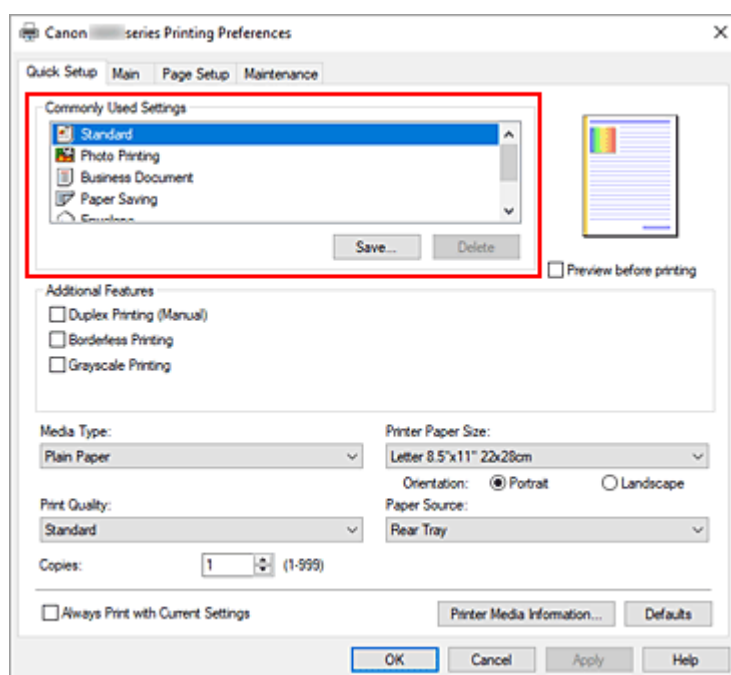 Canon series Printing Preferences
Quick Setup Main Page Setup Maintenance
Commonly Used Settings
Standard
Photo Printing
Business Document
Paper Saving
Save... Delete
Preview before printing
Additional Features
Duplex Printing (Manual)
Borderless Printing
Grayscale Printing
Media Type: Printer Paper Size:
Plain Paper Letter 8.5"x11" 22x28cm
Orientation: Portrait Landscape
Print Quality: Paper Source:
Standard Rear Tray
Copies: 1 (1-999)
Always Print with Current Settings Printer Media Information... Defaults
OK Cancel Apply Help